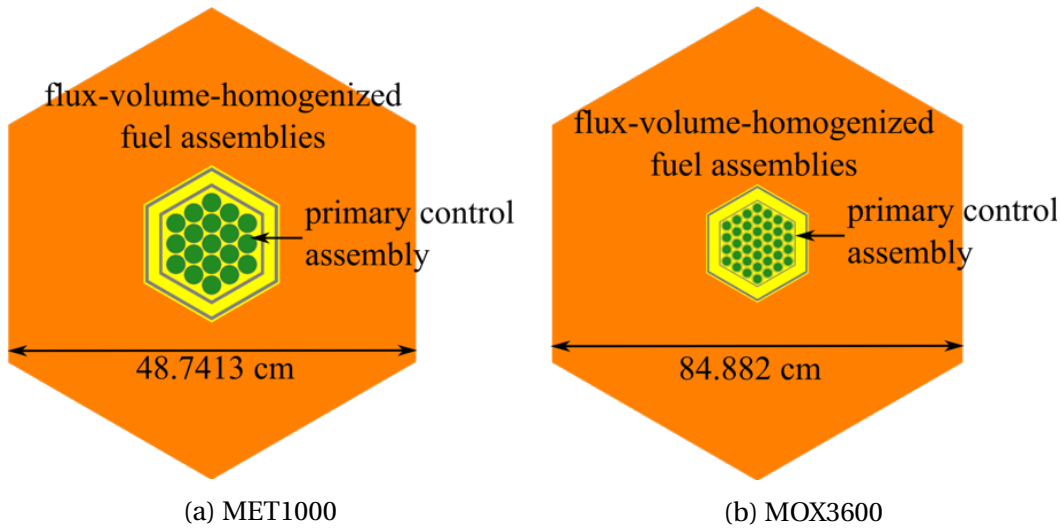 flux-volume-homogenized
fuel assemblies
primary control
assembly
48.7413 cm
(a) MET1000
flux-volume-homogenized
fuel assemblies
primary control
assembly
84.882 cm
(b) MOX3600